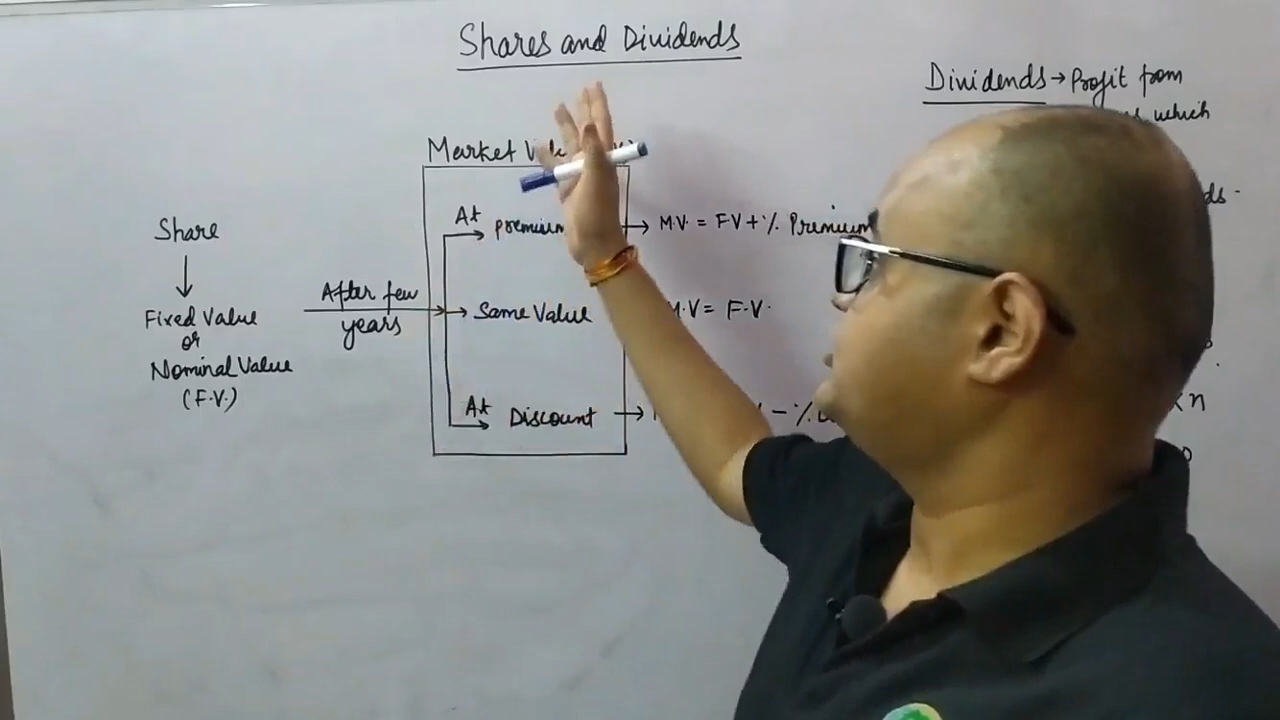 Shares and Dividends
Dividends → Profit from
which
Market
Share
Fixed Value
or
Nominal Value
(F.V.)
After few
years
At premium
→ M.V. = FV + % Premium
→ Same Value
M.V = F.V.
At Discount
→ - %
× n